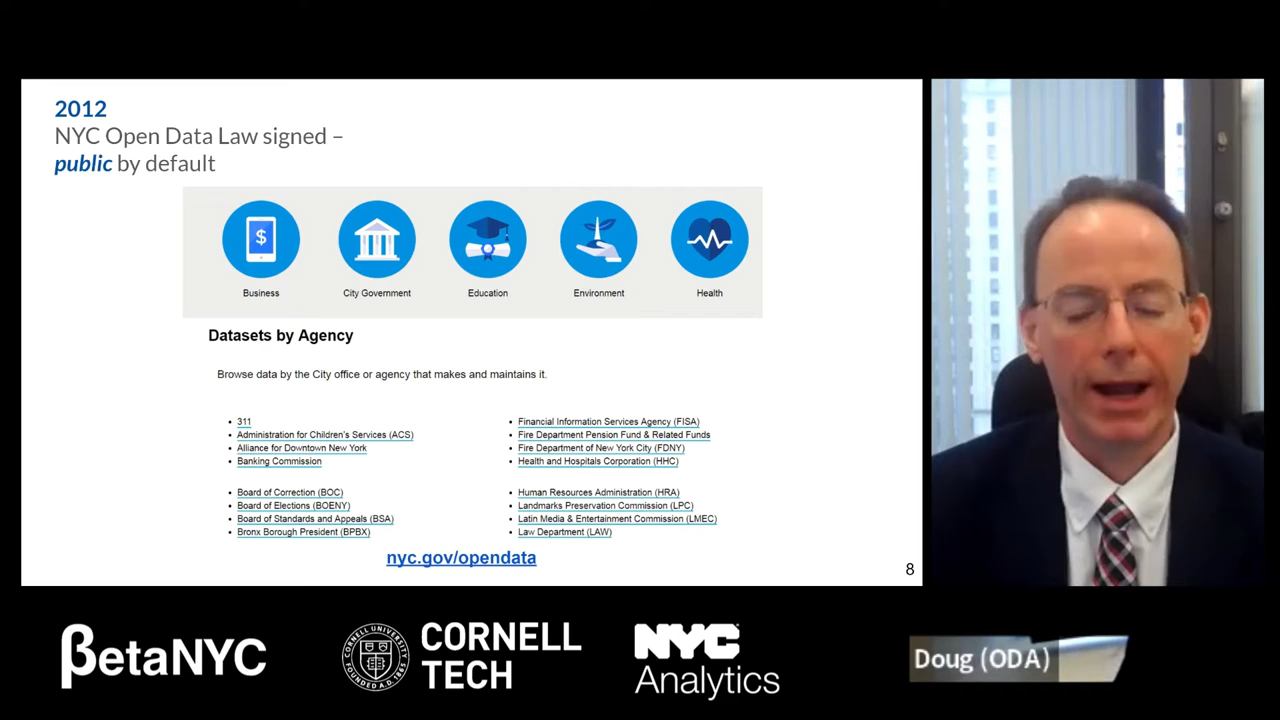 2012
NYC Open Data Law signed –
public by default
$
Business
City Government
Education
Environment
Health
Datasets by Agency
Browse data by the City office or agency that makes and maintains it.
• 311
• Administration for Children's Services (ACS)
• Alliance for Downtown New York
• Banking Commission
• Board of Correction (BOC)
• Board of Elections (BOENY)
• Board of Standards and Appeals (BSA)
• Bronx Borough President (BPBX)
• Financial Information Services Agency (FISA)
• Fire Department Pension Fund & Related Funds
• Fire Department of New York City (FDNY)
• Health and Hospitals Corporation (HHC)
• Human Resources Administration (HRA)
• Landmarks Preservation Commission (LPC)
• Latin Media & Entertainment Commission (LMEC)
• Law Department (LAW)
nyc.gov/opendata
8
βetaNYC
CORNELL UNIVERSITY
FOUNDED A.D. 1865
CORNELL
TECH
NYC
Analytics
Doug (ODA)